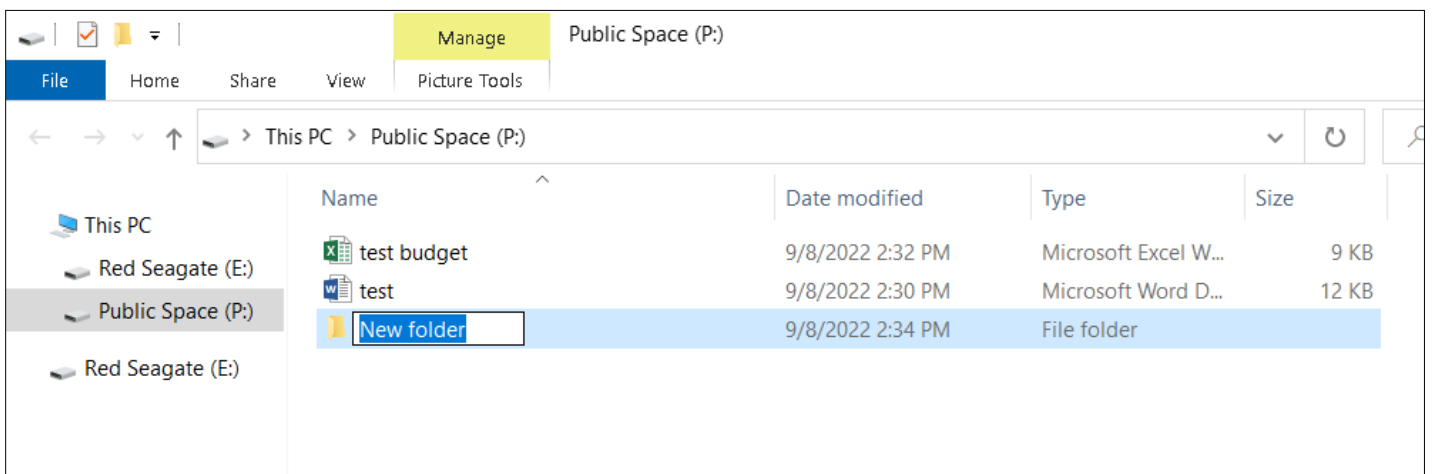 Manage Public Space (P:)
File Home Share View Picture Tools
This PC > Public Space (P:)
Name Date modified Type Size
This PC
Red Seagate (E:)
Public Space (P:)
Red Seagate (E:)
test budget 9/8/2022 2:32 PM Microsoft Excel W... 9 KB
test 9/8/2022 2:30 PM Microsoft Word D... 12 KB
New folder 9/8/2022 2:34 PM File folder